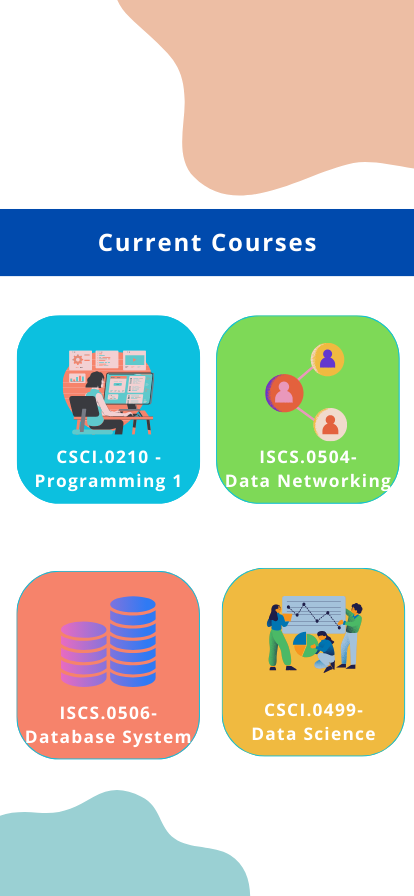 Current Courses
CSCI.0210 -
Programming 1
ISCS.0504-
Data Networking
ISCS.0506-
Database System
CSCI.0499-
Data Science